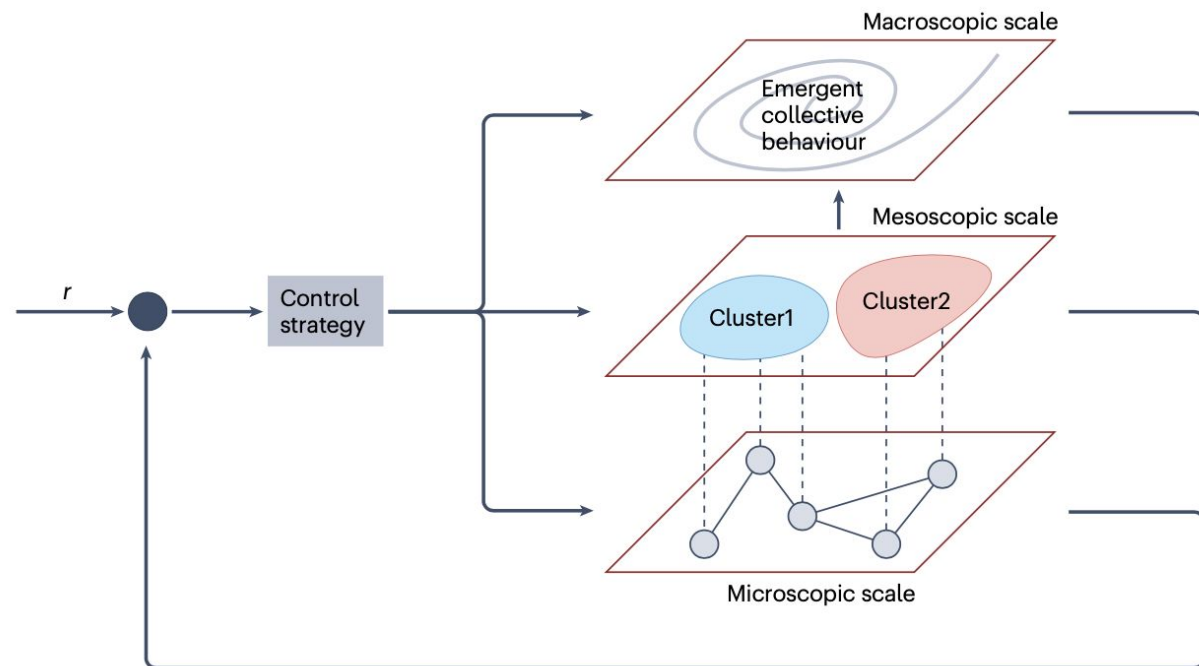 Macroscopic scale
Emergent
collective
behaviour
Mesoscopic scale
r
Control
strategy
Cluster1
Cluster2
Microscopic scale